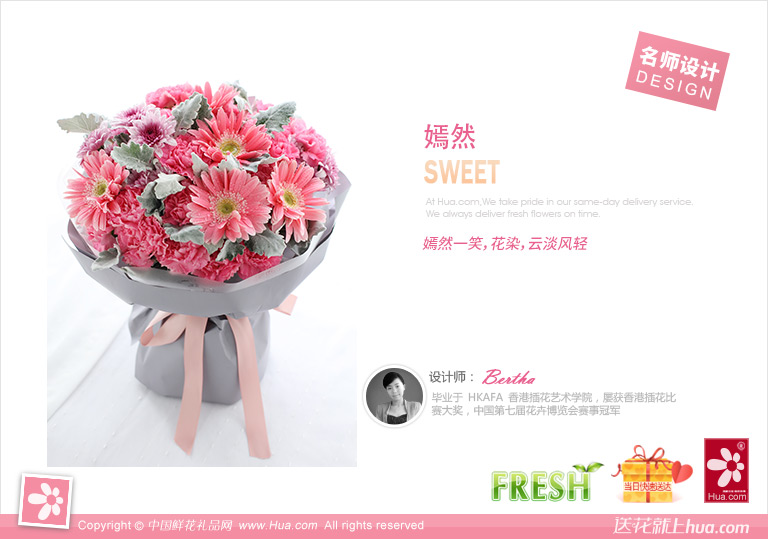 名师设计
DESIGN
嫣然
SWEET
At Hua.com,We take pride in our same-day delivery service.
We always deliver fresh flowers on time.
嫣然一笑，花染，云淡风轻
设计师： Bertha
毕业于 HKAFA 香港插花艺术学院，屡获香港插花比
赛大奖，中国第七届花卉博览会赛事冠军
FRESH
当日快速送达
Hua.com
Copyright © 中国鲜花礼品网 www.Hua.com All rights reserved
送花就上hua.com